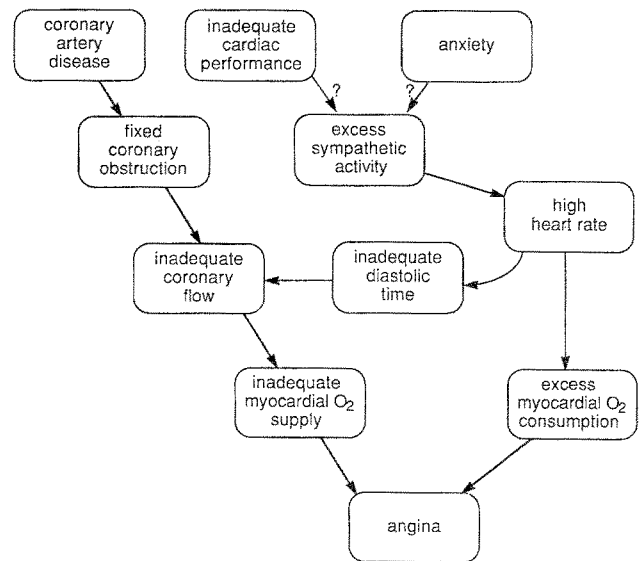 coronary
artery
disease
inadequate
cardiac
performance
anxiety
?
?
fixed
coronary
obstruction
excess
sympathetic
activity
high
heart rate
inadequate
coronary
flow
inadequate
diastolic
time
inadequate
myocardial O₂
supply
excess
myocardial O₂
consumption
angina